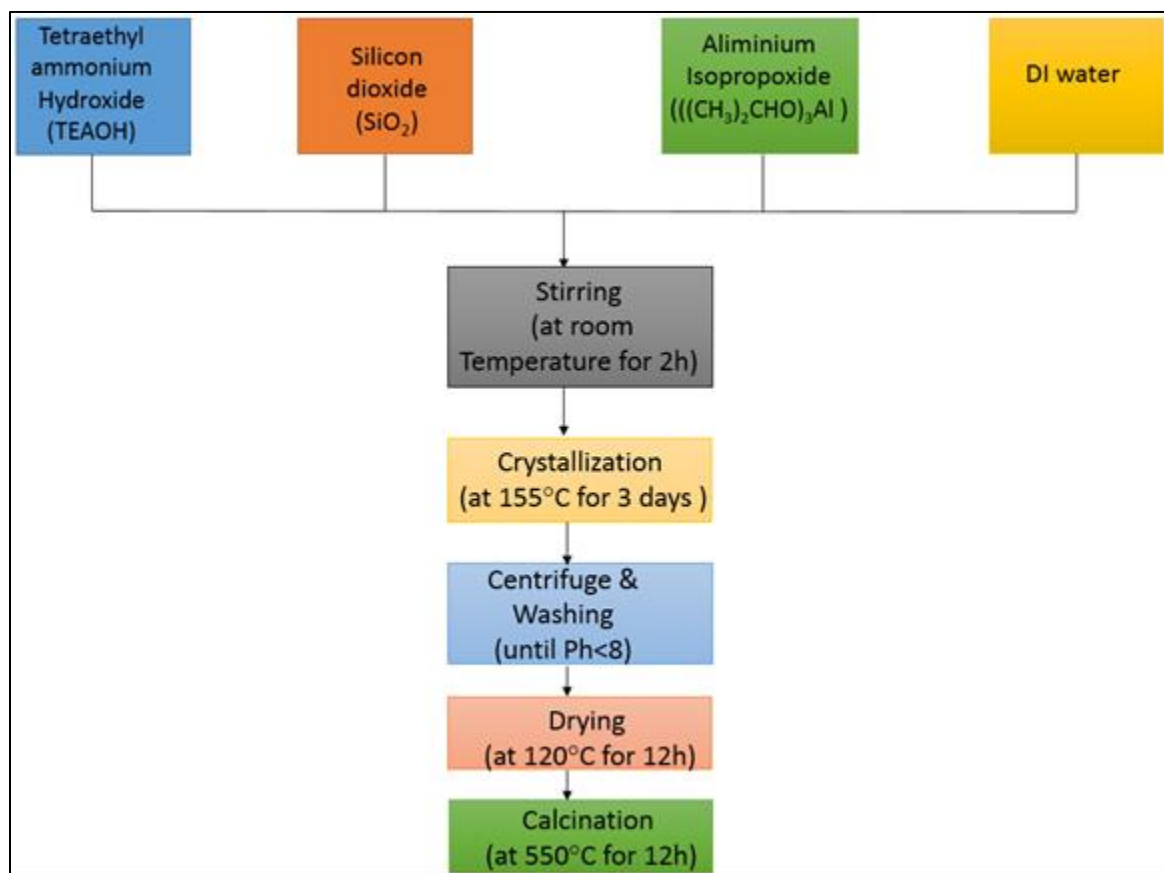 Tetraethyl
ammonium
Hydroxide
(TEAOH)
Silicon
dioxide
(SiO₂)
Aliminium
Isopropoxide
(((CH₃)₂CHO)₃Al )
DI water
Stirring
(at room
Temperature for 2h)
Crystallization
(at 155°C for 3 days )
Centrifuge &
Washing
(until Ph<8)
Drying
(at 120°C for 12h)
Calcination
(at 550°C for 12h)